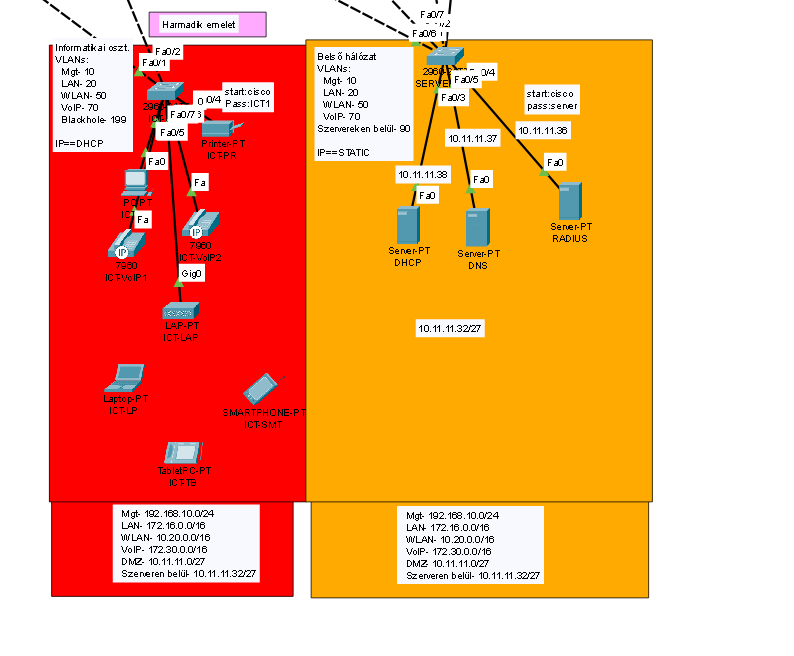 Harmadik emelet
Informatikai oszt.
VLANs:
Mgt- 10
LAN- 20
WLAN- 50
VoIP- 70
Blackhole- 199
IP==DHCP
Fa0/2
Fa0/1
0/4
Fa0/7
Fa0/5
start:cisco
Pass:ICT1
Printer-PT
ICT-PR
Fa0
Fa
Fa
7960
ICT-VoIP1
7960
ICT-VoIP2
Gig0
LAP-PT
ICT-LAP
Laptop-PT
ICT-LP
SMARTPHONE-PT
ICT-SMT
TabletPC-PT
ICT-TB
Mgt- 192.168.10.0/24
LAN- 172.16.0.0/16
WLAN- 10.20.0.0/16
VoIP- 172.30.0.0/16
DMZ- 10.11.11.0/27
Szerveren belül- 10.11.11.32/27
Fa0/7
Fa0/6
Belső hálózat
VLANs:
Mgt- 10
LAN- 20
WLAN- 50
VoIP- 70
Szervereken belül- 90
IP==STATIC
0/4
Fa0/5
Fa0/3
start:cisco
pass:server
10.11.11.36
10.11.11.37
10.11.11.38
Fa0
Fa0
Fa0
Server-PT
DHCP
Server-PT
DNS
Server-PT
RADIUS
10.11.11.32/27
Mgt- 192.168.10.0/24
LAN- 172.16.0.0/16
WLAN- 10.20.0.0/16
VoIP- 172.30.0.0/16
DMZ- 10.11.11.0/27
Szerveren belül- 10.11.11.32/27